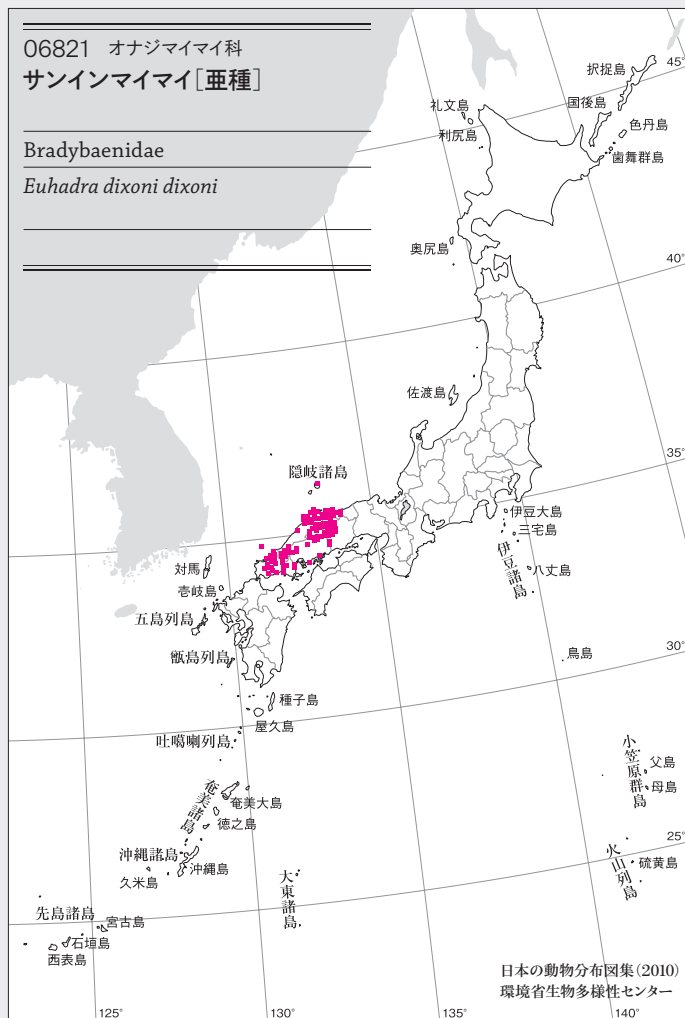 06821 オナジマイマイ科
サンインマイマイ[亜種]
Bradybaenidae
Euhadra dixoni dixoni
択捉島
45°
礼文島
国後島
利尻島
色丹島
歯舞群島
奥尻島
40°
佐渡島
35°
隠岐諸島
伊豆大島
三宅島
伊豆諸島
八丈島
対馬
壱岐島
五島列島
甑島列島
鳥島
30°
種子島
屋久島
吐噶喇列島
小笠原群島
父島
母島
奄美諸島
奄美大島
徳之島
25°
沖縄諸島
沖縄島
久米島
大東諸島
火山列島
硫黄島
先島諸島
宮古島
石垣島
西表島
日本の動物分布図集(2010)
環境省生物多様性センター
125°
130°
135°
140°